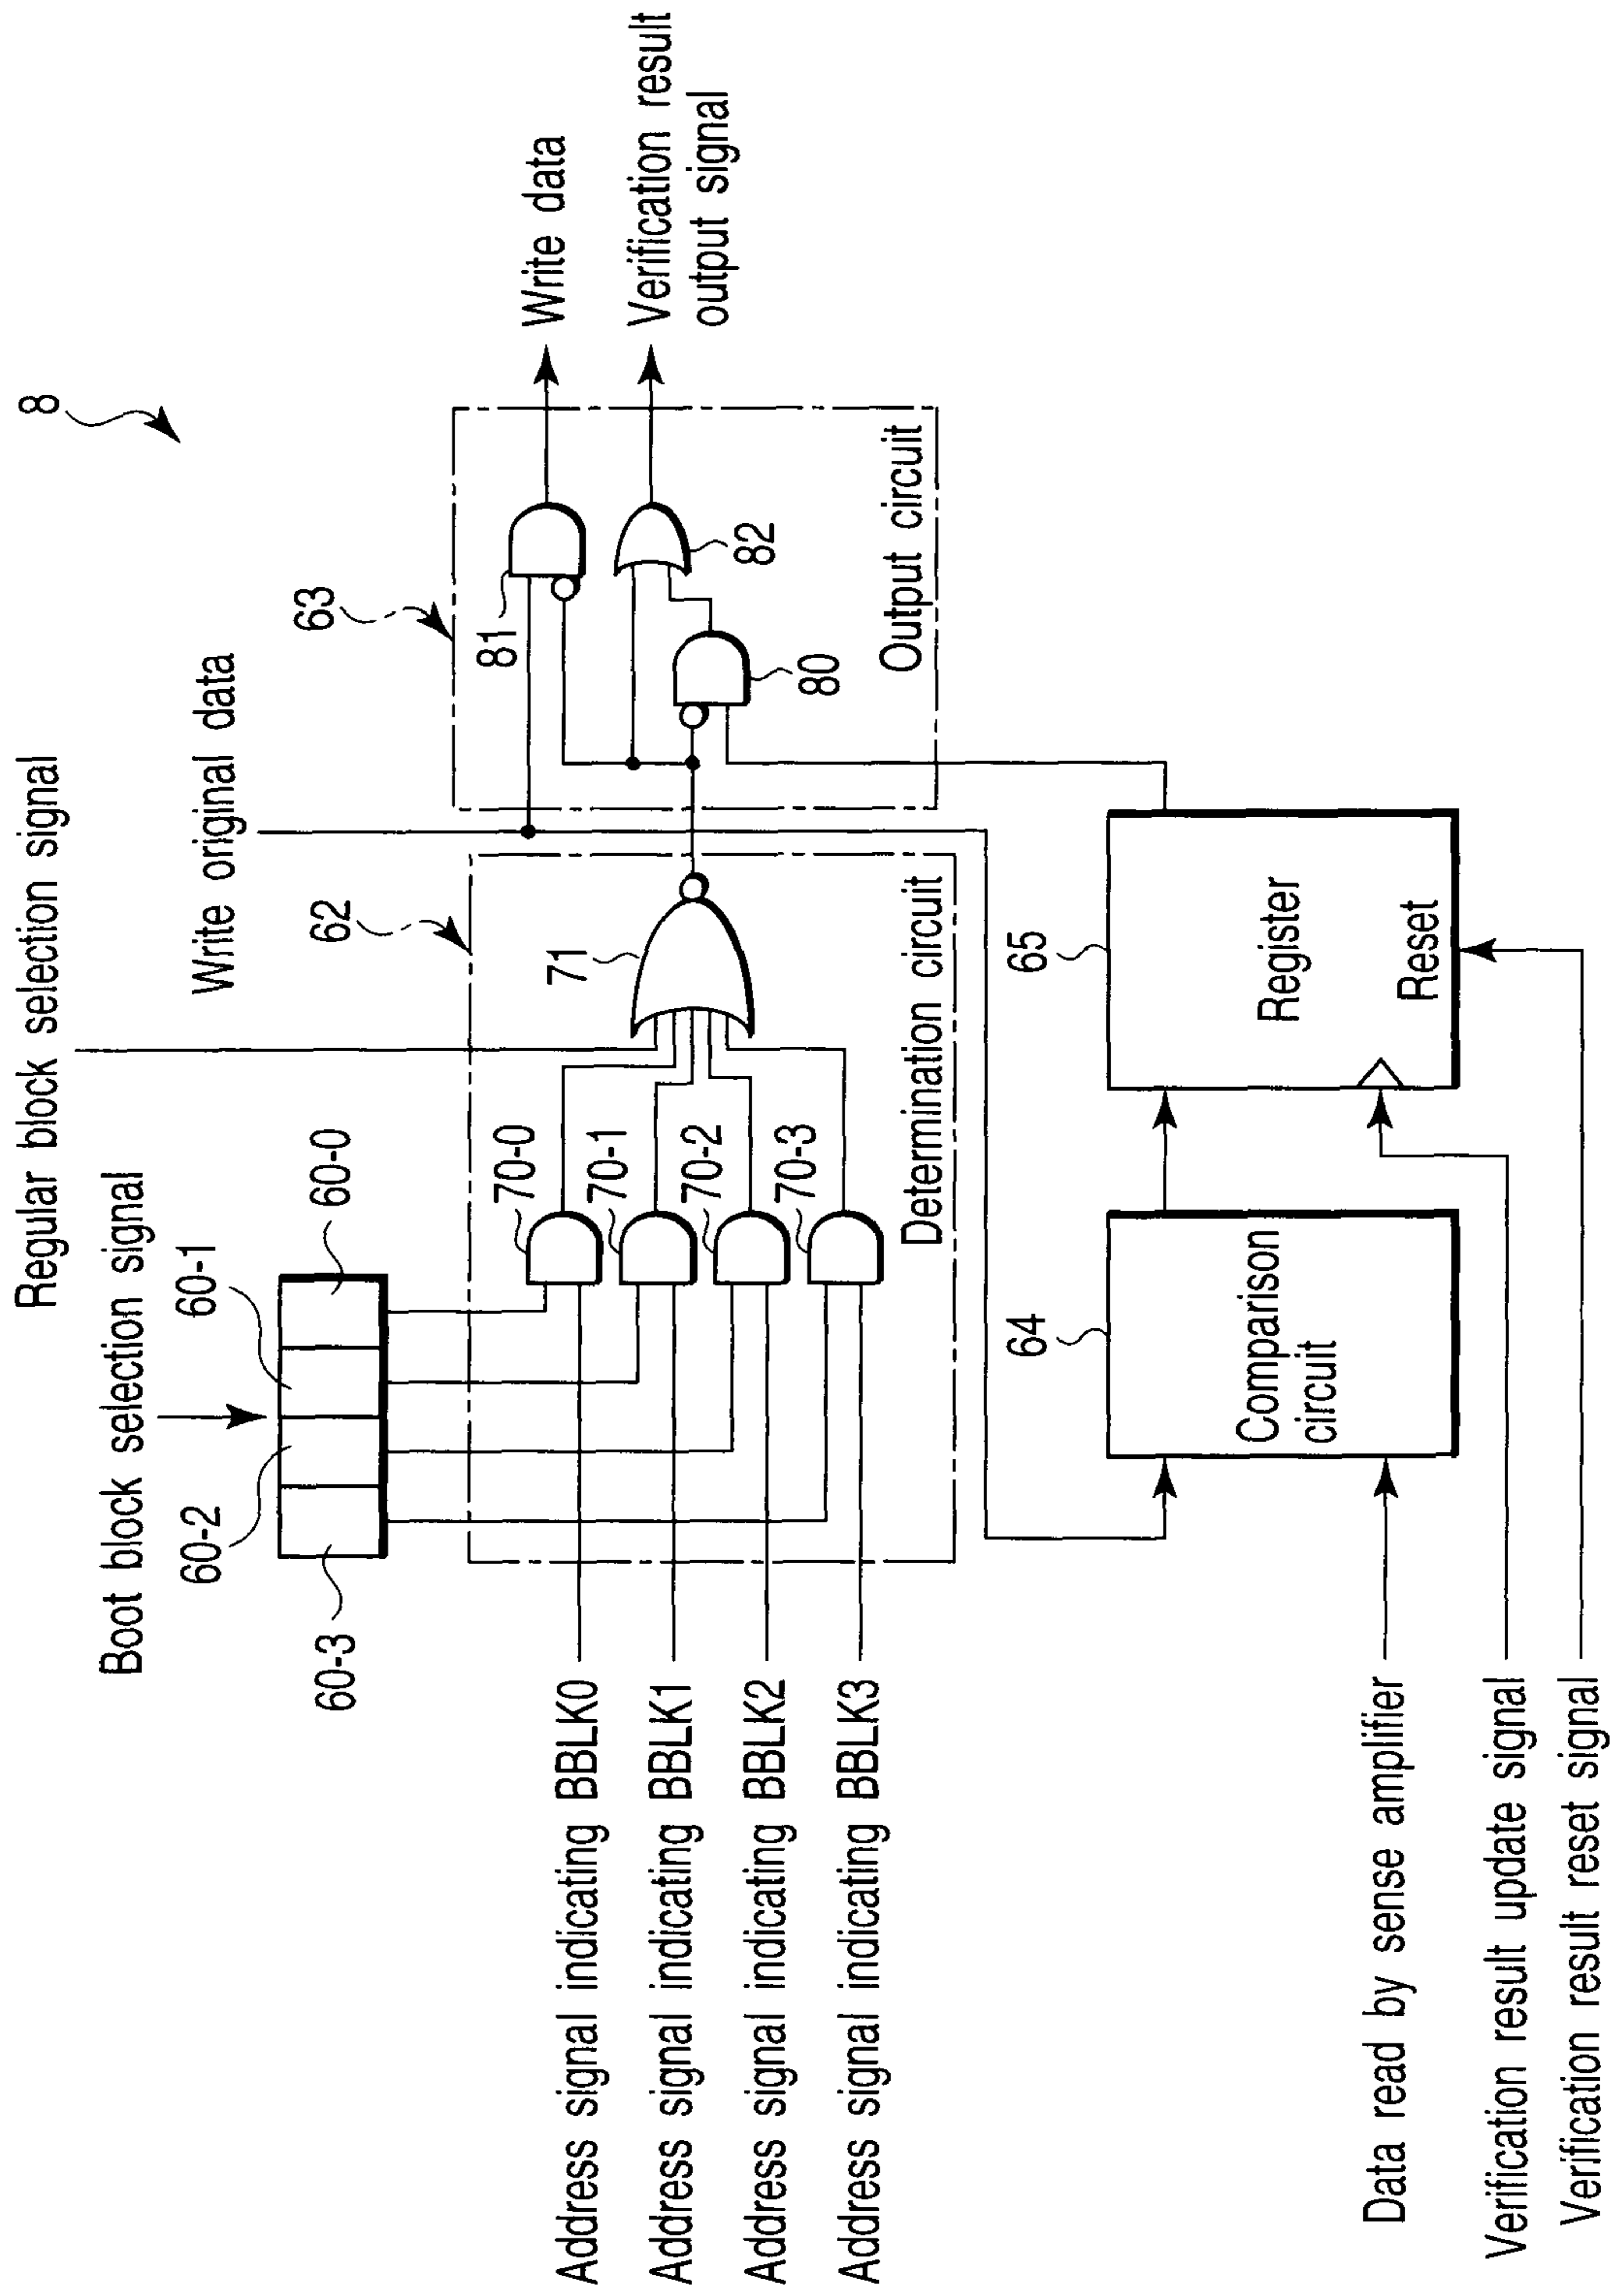 8
Regular block selection signal
Write original data
Boot block selection signal
60-0
60-1
60-2
60-3
63
62
Write data
Verification result
output signal
81
82
80
Output circuit
71
70-0
70-1
70-2
70-3
Determination circuit
Address signal indicating BBLK0
Address signal indicating BBLK1
Address signal indicating BBLK2
Address signal indicating BBLK3
64
Comparison
circuit
65
Register
Reset
Data read by sense amplifier
Verification result update signal
Verification result reset signal